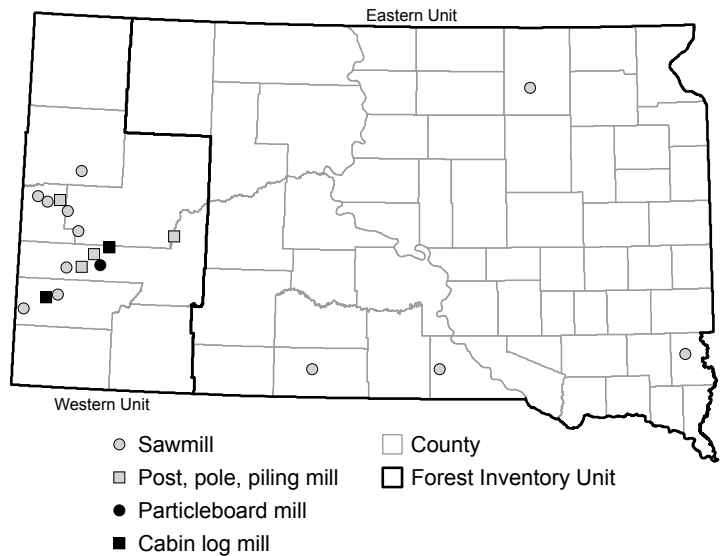 Eastern Unit
Western Unit
Sawmill
Post, pole, piling mill
Particleboard mill
Cabin log mill
County
Forest Inventory Unit